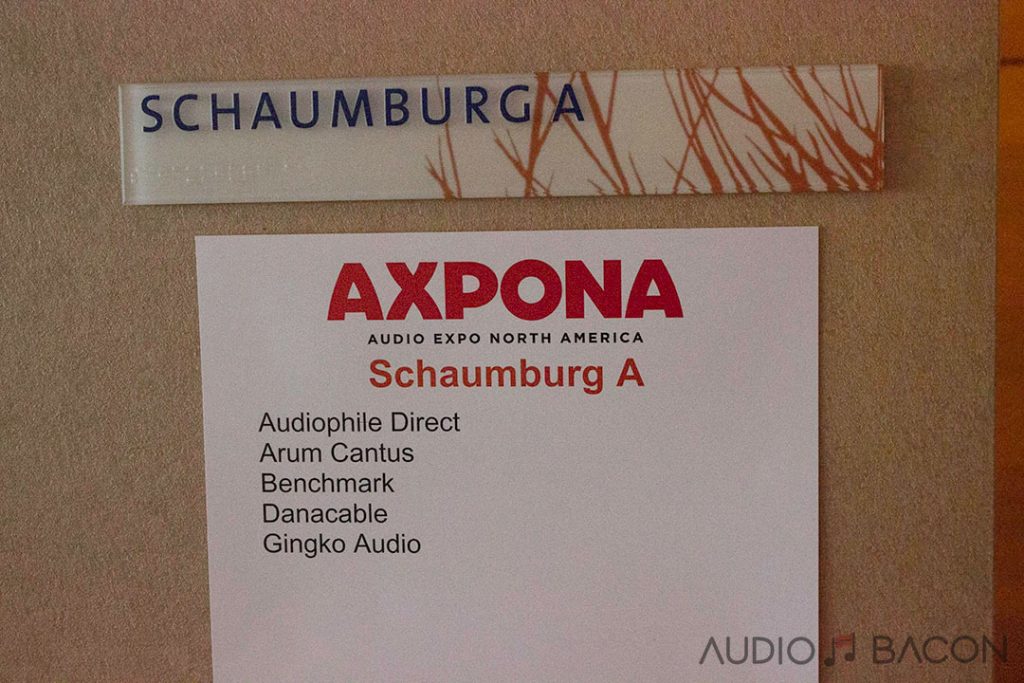 SCHAUMBURG A
AXPONA
AUDIO EXPO NORTH AMERICA
Schaumburg A
Audiophile Direct
Arum Cantus
Benchmark
Danacable
Gingko Audio
AUDIO BACON